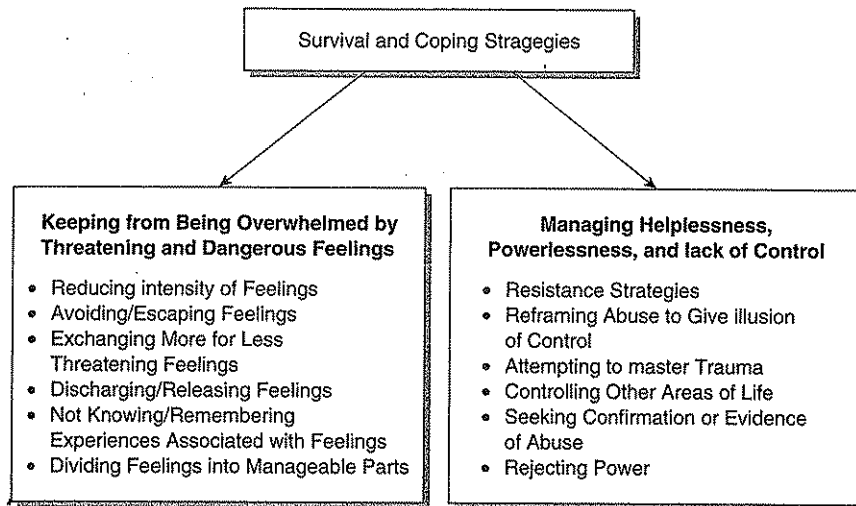 Survival and Coping Stragegies
Keeping from Being Overwhelmed by
Threatening and Dangerous Feelings
• Reducing intensity of Feelings
• Avoiding/Escaping Feelings
• Exchanging More for Less
Threatening Feelings
• Discharging/Releasing Feelings
• Not Knowing/Remembering
Experiences Associated with Feelings
• Dividing Feelings into Manageable Parts
Managing Helplessness,
Powerlessness, and lack of Control
• Resistance Strategies
• Reframing Abuse to Give illusion
of Control
• Attempting to master Trauma
• Controlling Other Areas of Life
• Seeking Confirmation or Evidence
of Abuse
• Rejecting Power